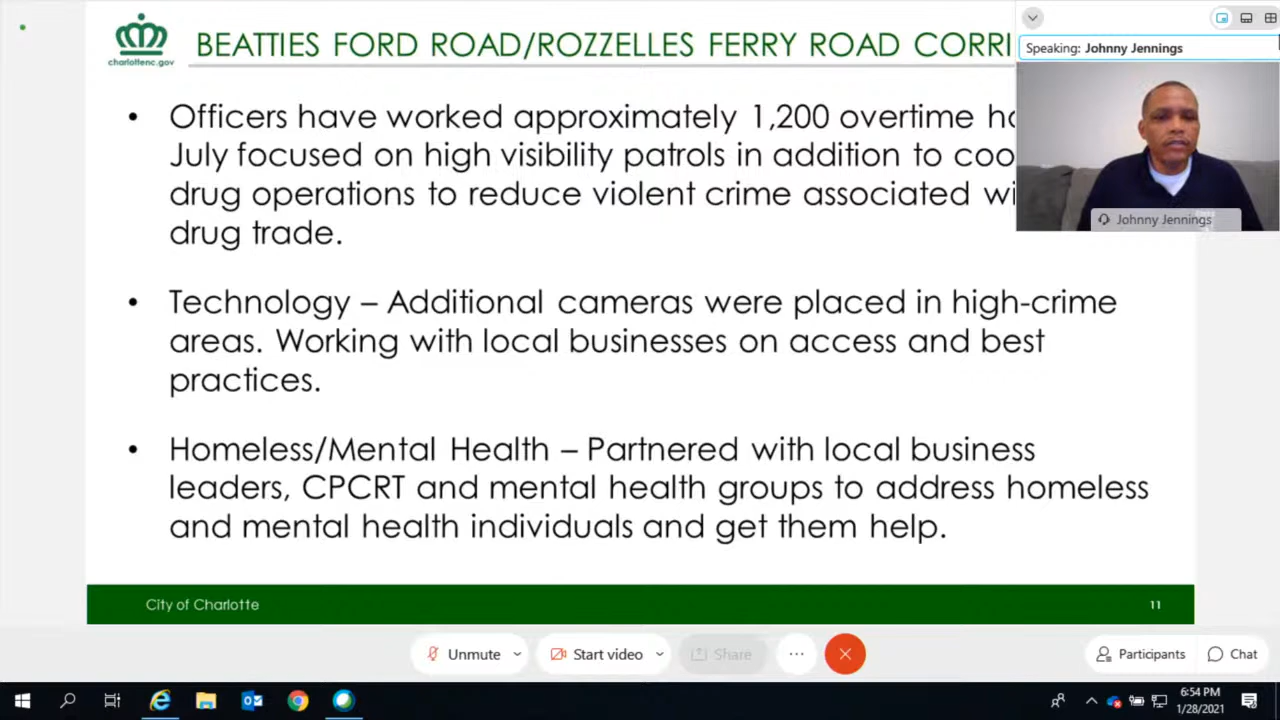 charlottenc.gov
BEATTIES FORD ROAD/ROZZELLES FERRY ROAD CORRI
Speaking: Johnny Jennings
• Officers have worked approximately 1,200 overtime
July focused on high visibility patrols in addition to
drug operations to reduce violent crime associated
drug trade.
Johnny Jennings
• Technology – Additional cameras were placed in high-crime
areas. Working with local businesses on access and best
practices.
• Homeless/Mental Health – Partnered with local business
leaders, CPCRT and mental health groups to address homeless
and mental health individuals and get them help.
City of Charlotte
11
Unmute
Start video
Share
Participants
Chat
6:54 PM
1/28/2021